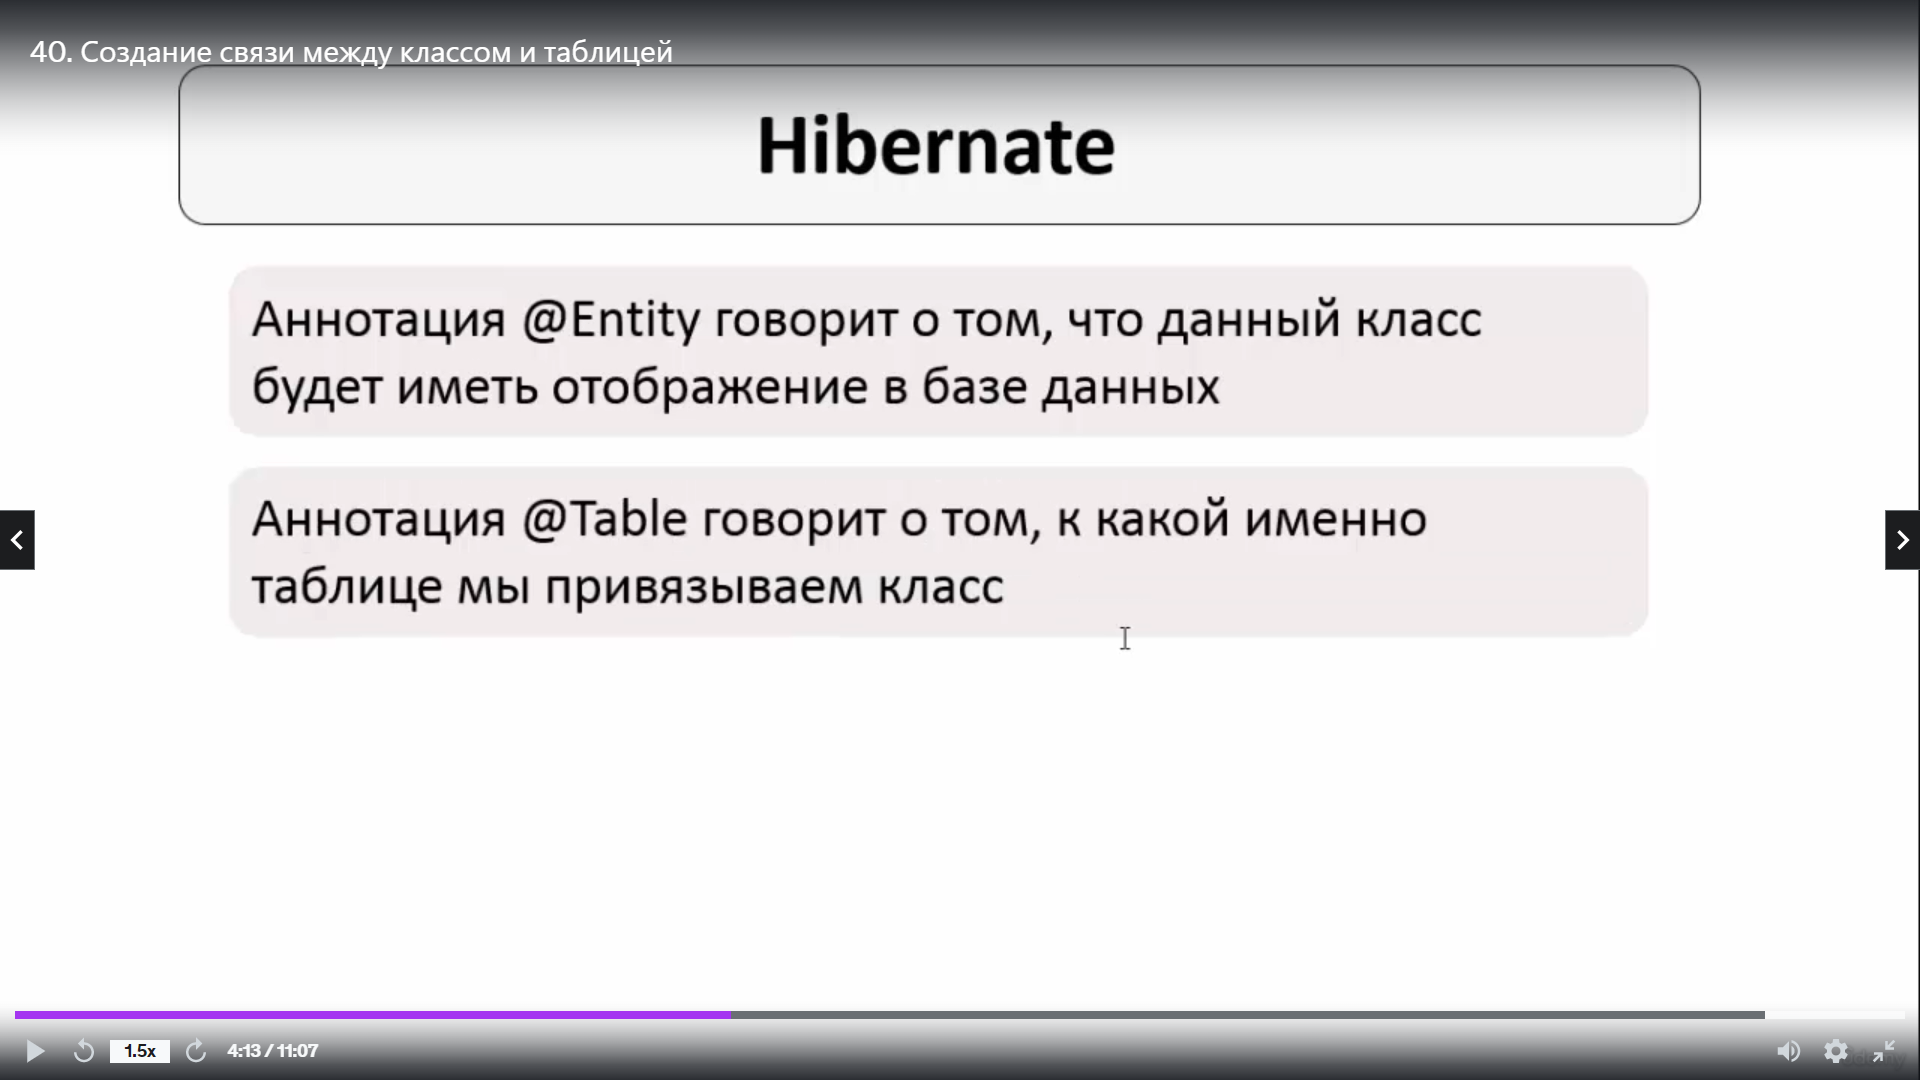 40. Создание связи между классом и таблицей
Hibernate
Аннотация @Entity говорит о том, что данный класс
будет иметь отображение в базе данных
Аннотация @Table говорит о том, к какой именно
таблице мы привязываем класс
1.5x
4:13 / 11:07